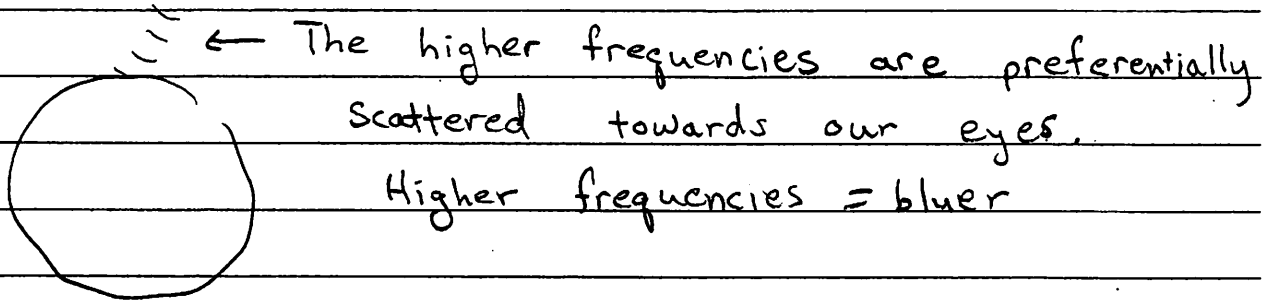 ← The higher frequencies are preferentially
scattered towards our eyes.
Higher frequencies = bluer